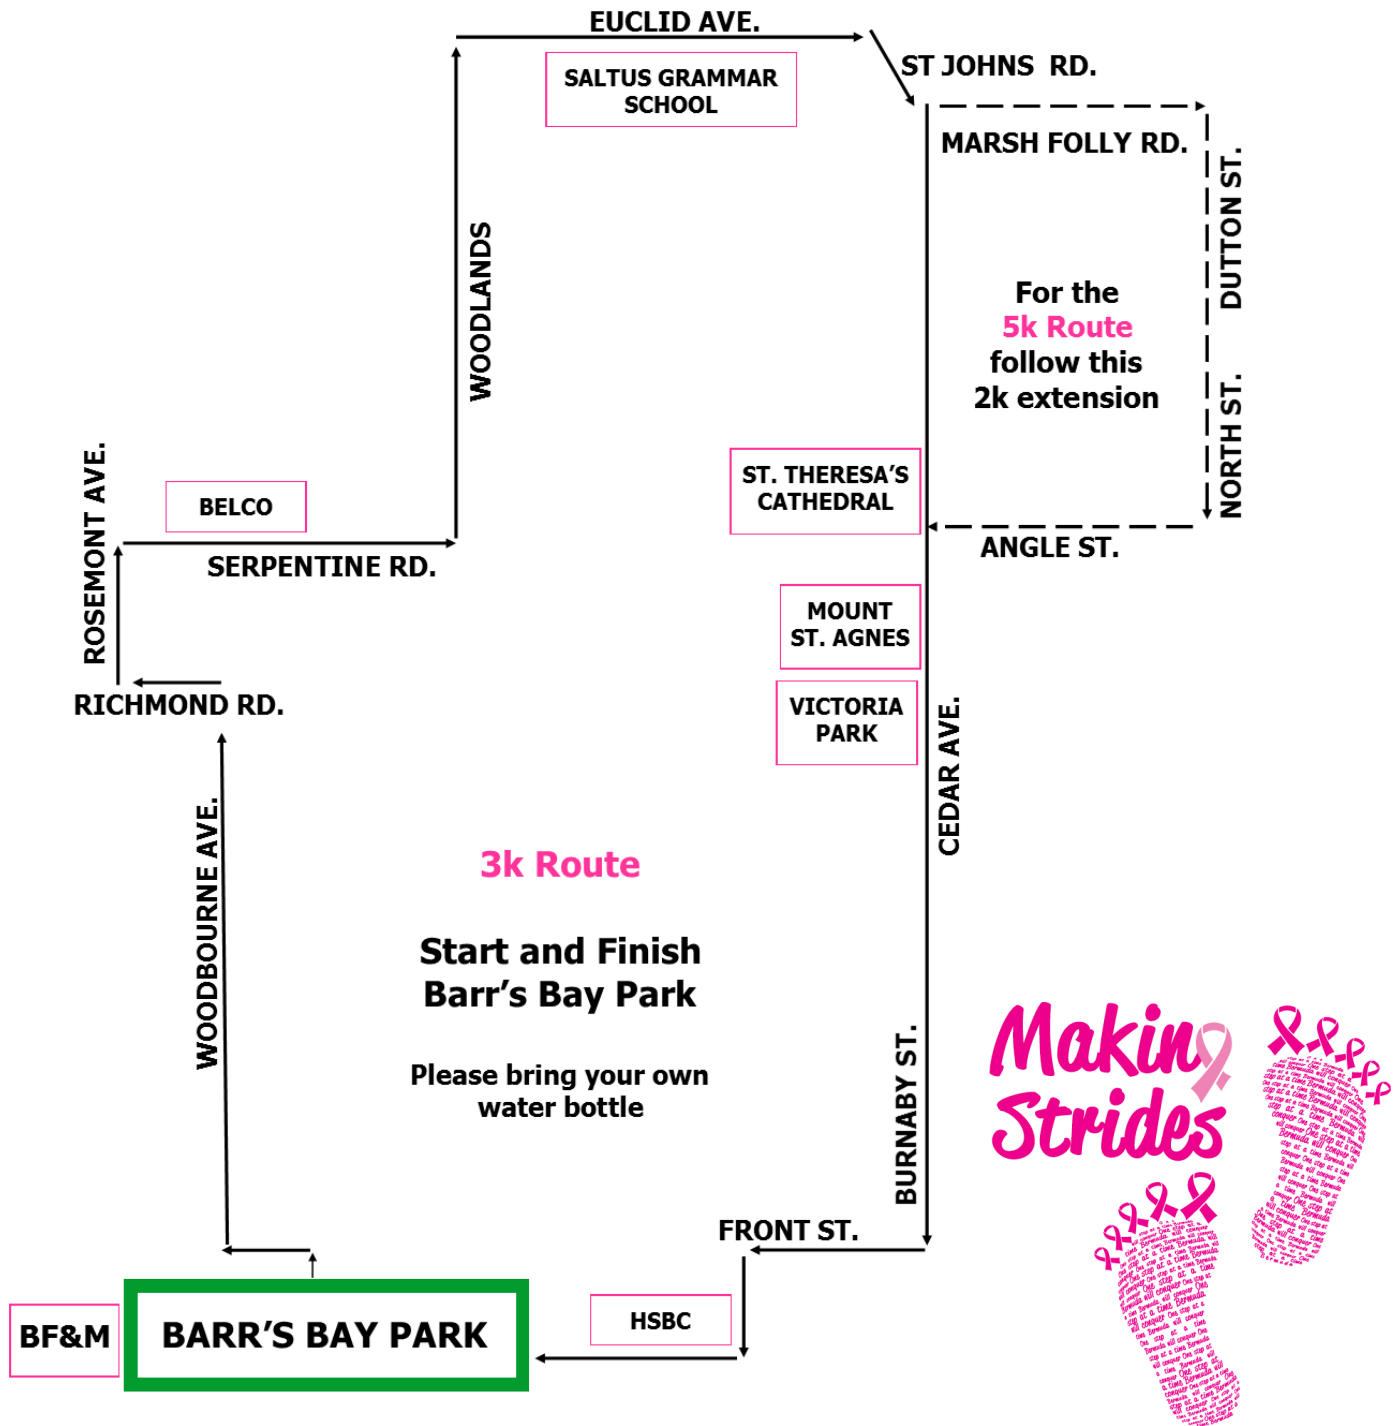 EUCLID AVE.
SALTUS GRAMMAR
SCHOOL
ST JOHNS RD.
MARSH FOLLY RD.
DUTTON ST.
WOODLANDS
For the
5k Route
follow this
2k extension
NORTH ST.
ROSEMONT AVE.
BELCO
SERPENTINE RD.
ST. THERESA'S
CATHEDRAL
ANGLE ST.
MOUNT
ST. AGNES
RICHMOND RD.
VICTORIA
PARK
CEDAR AVE.
WOODBOURNE AVE.
3k Route
Start and Finish
Barr's Bay Park
Please bring your own
water bottle
BURNABY ST.
Making
Strides
FRONT ST.
HSBC
BF&M
BARR'S BAY PARK